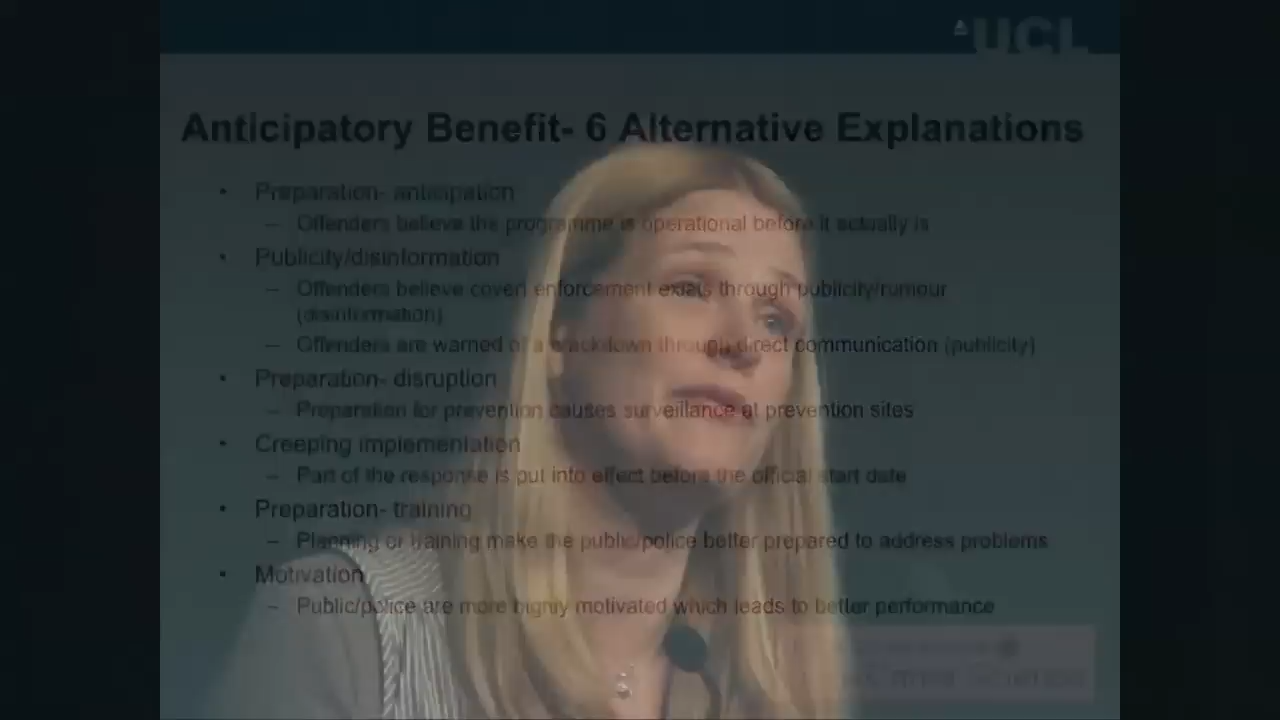 UCL
Anticipatory Benefit- 6 Alternative Explanations
• Preparation- anticipation
– Offenders believe the programme is operational before it actually is
• Publicity/disinformation
– Offenders believe covert enforcement exists through publicity/rumour
(disinformation)
– Offenders are warned of a crackdown through direct communication (publicity)
• Preparation- disruption
– Preparation for prevention causes surveillance at prevention sites
• Creeping implementation
– Part of the response is put into effect before the official start date
• Preparation- training
– Planning or training make the public/police better prepared to address problems
• Motivation
– Public/police are more highly motivated which leads to better performance